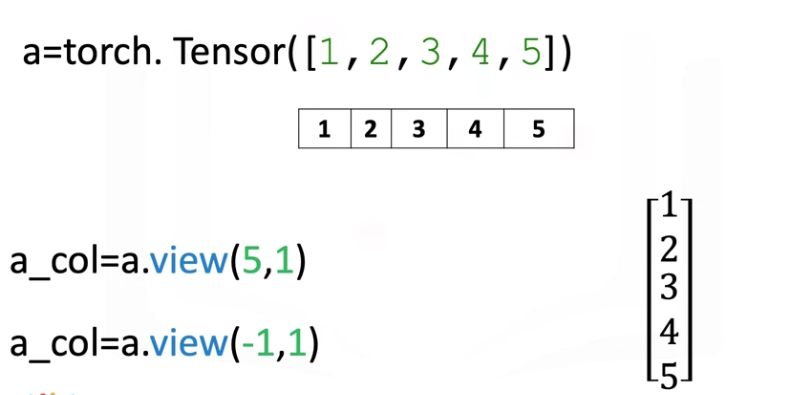 a=torch. Tensor([1,2,3,4,5])
1 2 3 4 5
a_col=a.view(5,1)
a_col=a.view(-1,1)
1
2
3
4
5